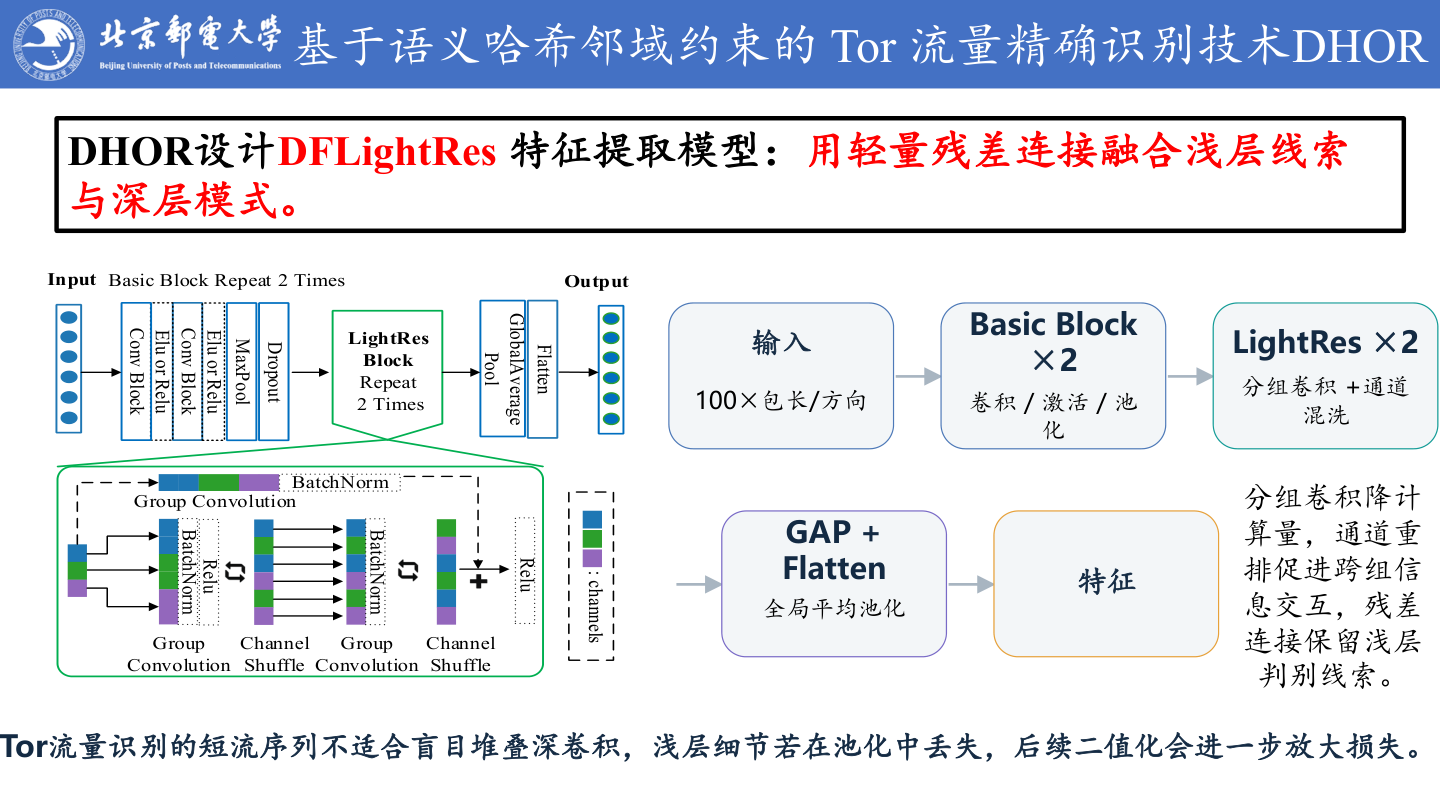 北京郵電大學
Beijing University of Posts and Telecommunications
基于语义哈希邻域约束的 Tor 流量精确识别技术DHOR
DHOR设计DFLightRes 特征提取模型：用轻量残差连接融合浅层线索
与深层模式。
Input
Basic Block Repeat 2 Times
Output
Conv Block
Elu or Relu
Conv Block
Elu or Relu
MaxPool
Dropout
LightRes
Block
Repeat
2 Times
GlobalAverage
Pool
Flatten
BatchNorm
Group Convolution
BatchNorm
Relu
BatchNorm
Relu
Group
Convolution
Channel
Shuffle
Group
Convolution
Channel
Shuffle
: channels
输入
100×包长/方向
Basic Block
×2
卷积 / 激活 / 池
化
LightRes ×2
分组卷积 +通道
混洗
GAP +
Flatten
全局平均池化
特征
分组卷积降计
算量，通道重
排促进跨组信
息交互，残差
连接保留浅层
判别线索。
Tor流量识别的短流序列不适合盲目堆叠深卷积，浅层细节若在池化中丢失，后续二值化会进一步放大损失。